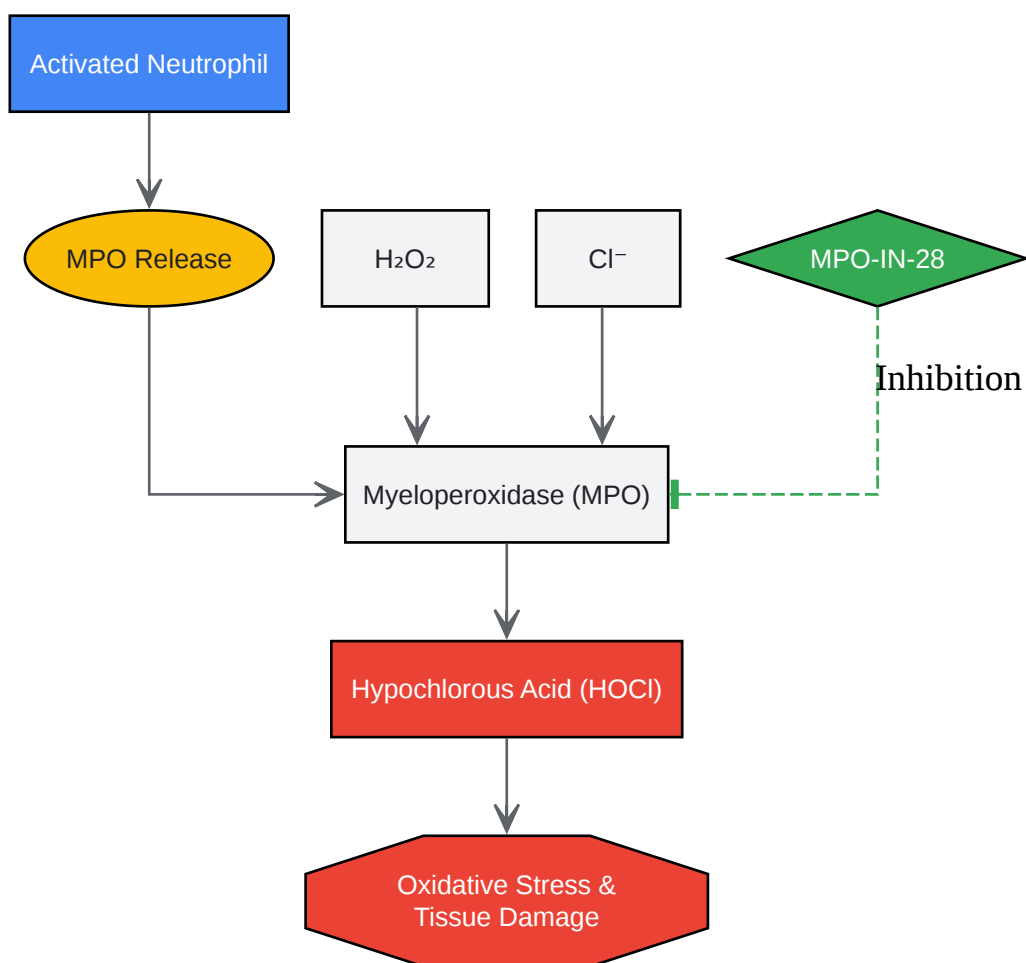 Activated Neutrophil
MPO Release
H₂O₂
Cl⁻
MPO-IN-28
Inhibition
Myeloperoxidase (MPO)
Hypochlorous Acid (HOCl)
Oxidative Stress &
Tissue Damage